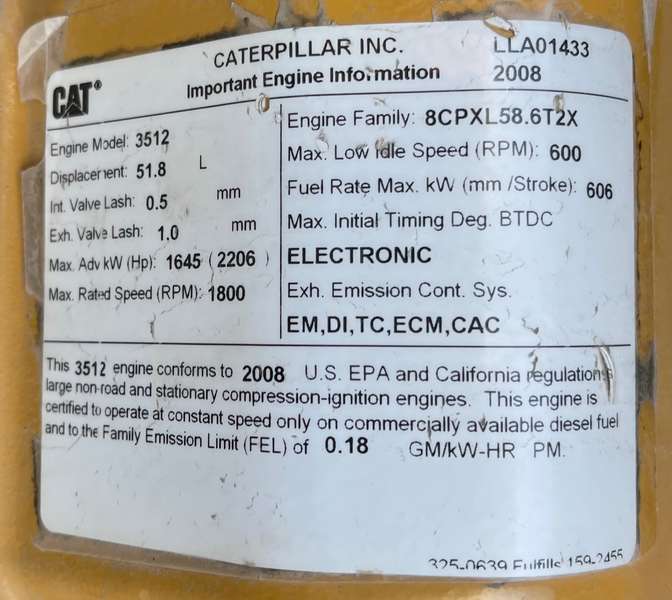 CATERPILLAR INC. LLA01433
Important Engine Information 2008
CAT®
Engine Model: 3512
Displacement: 51.8 L
Int. Valve Lash: 0.5 mm
Exh. Valve Lash: 1.0 mm
Max. Adv kW (Hp): 1645 ( 2206 )
Max. Rated Speed (RPM): 1800
Engine Family: 8CPXL58.6T2X
Max. Low Idle Speed (RPM): 600
Fuel Rate Max. kW (mm /Stroke): 606
Max. Initial Timing Deg. BTDC
ELECTRONIC
Exh. Emission Cont. Sys.
EM,DI,TC,ECM,CAC
This 3512 engine conforms to 2008 U.S. EPA and California regulations
large non-road and stationary compression-ignition engines. This engine is
certified to operate at constant speed only on commercially available diesel fuel
and to the Family Emission Limit (FEL) of 0.18 GM/kW-HR PM.
325-0639 Fulfills 159-2455